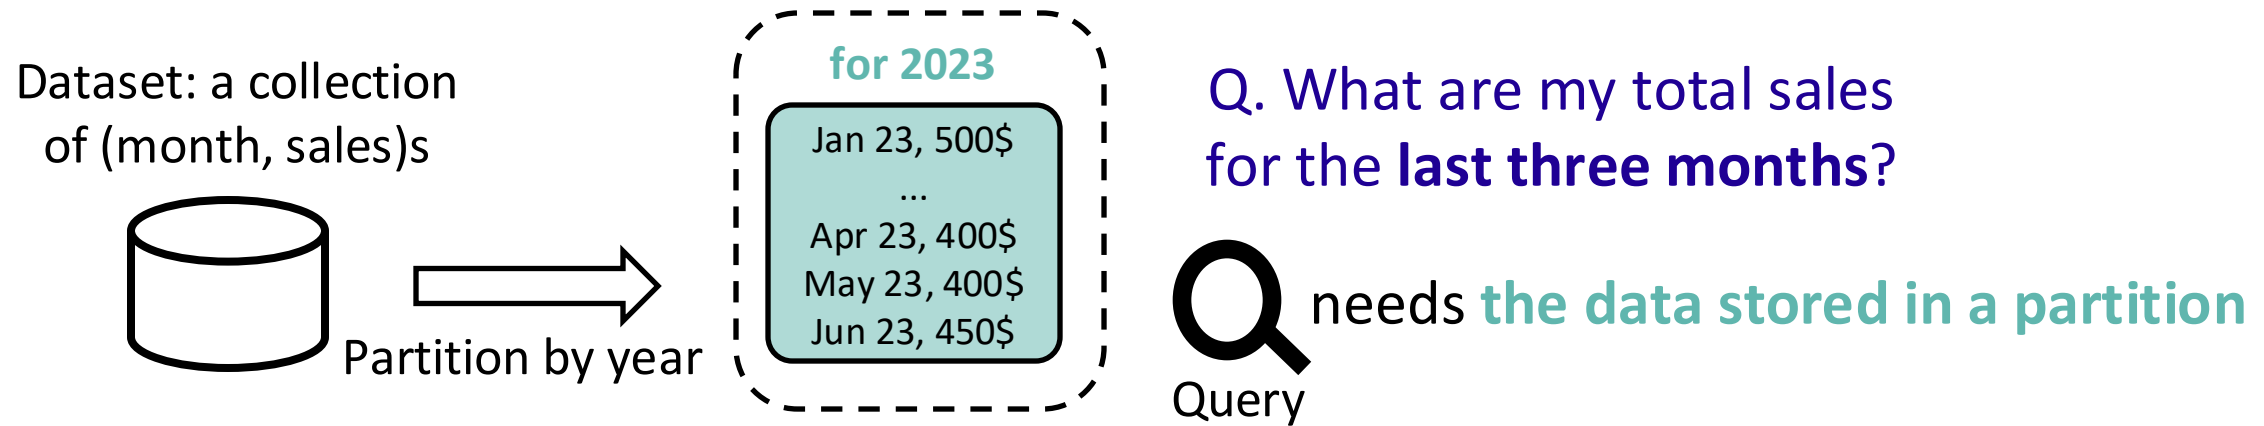 Dataset: a collection
of (month, sales)s
Partition by year
for 2023
Jan 23, 500$
...
Apr 23, 400$
May 23, 400$
Jun 23, 450$
Q. What are my total sales
for the last three months?
needs the data stored in a partition
Query